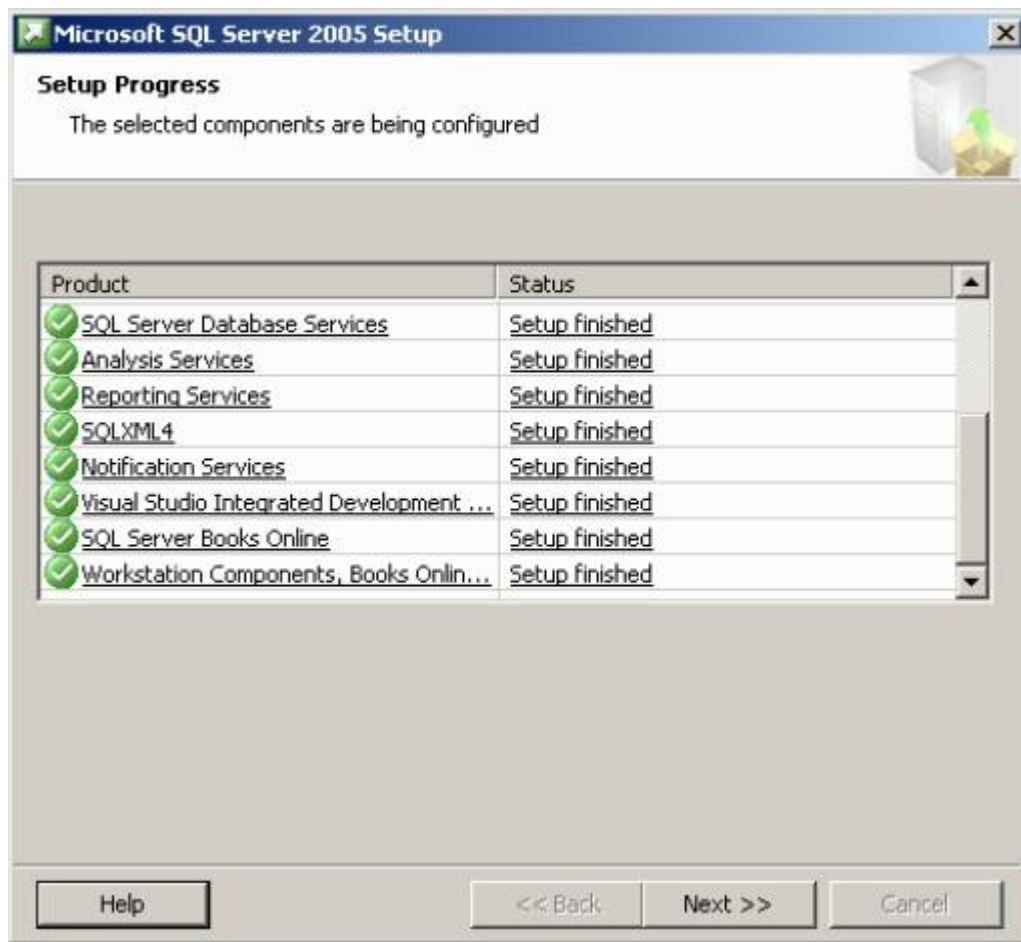 Microsoft SQL Server 2005 Setup
Setup Progress
The selected components are being configured
Product Status
SQL Server Database Services Setup finished
Analysis Services Setup finished
Reporting Services Setup finished
SQLXML4 Setup finished
Notification Services Setup finished
Visual Studio Integrated Development ... Setup finished
SQL Server Books Online Setup finished
Workstation Components, Books Onlin... Setup finished
Help << Back Next >> Cancel